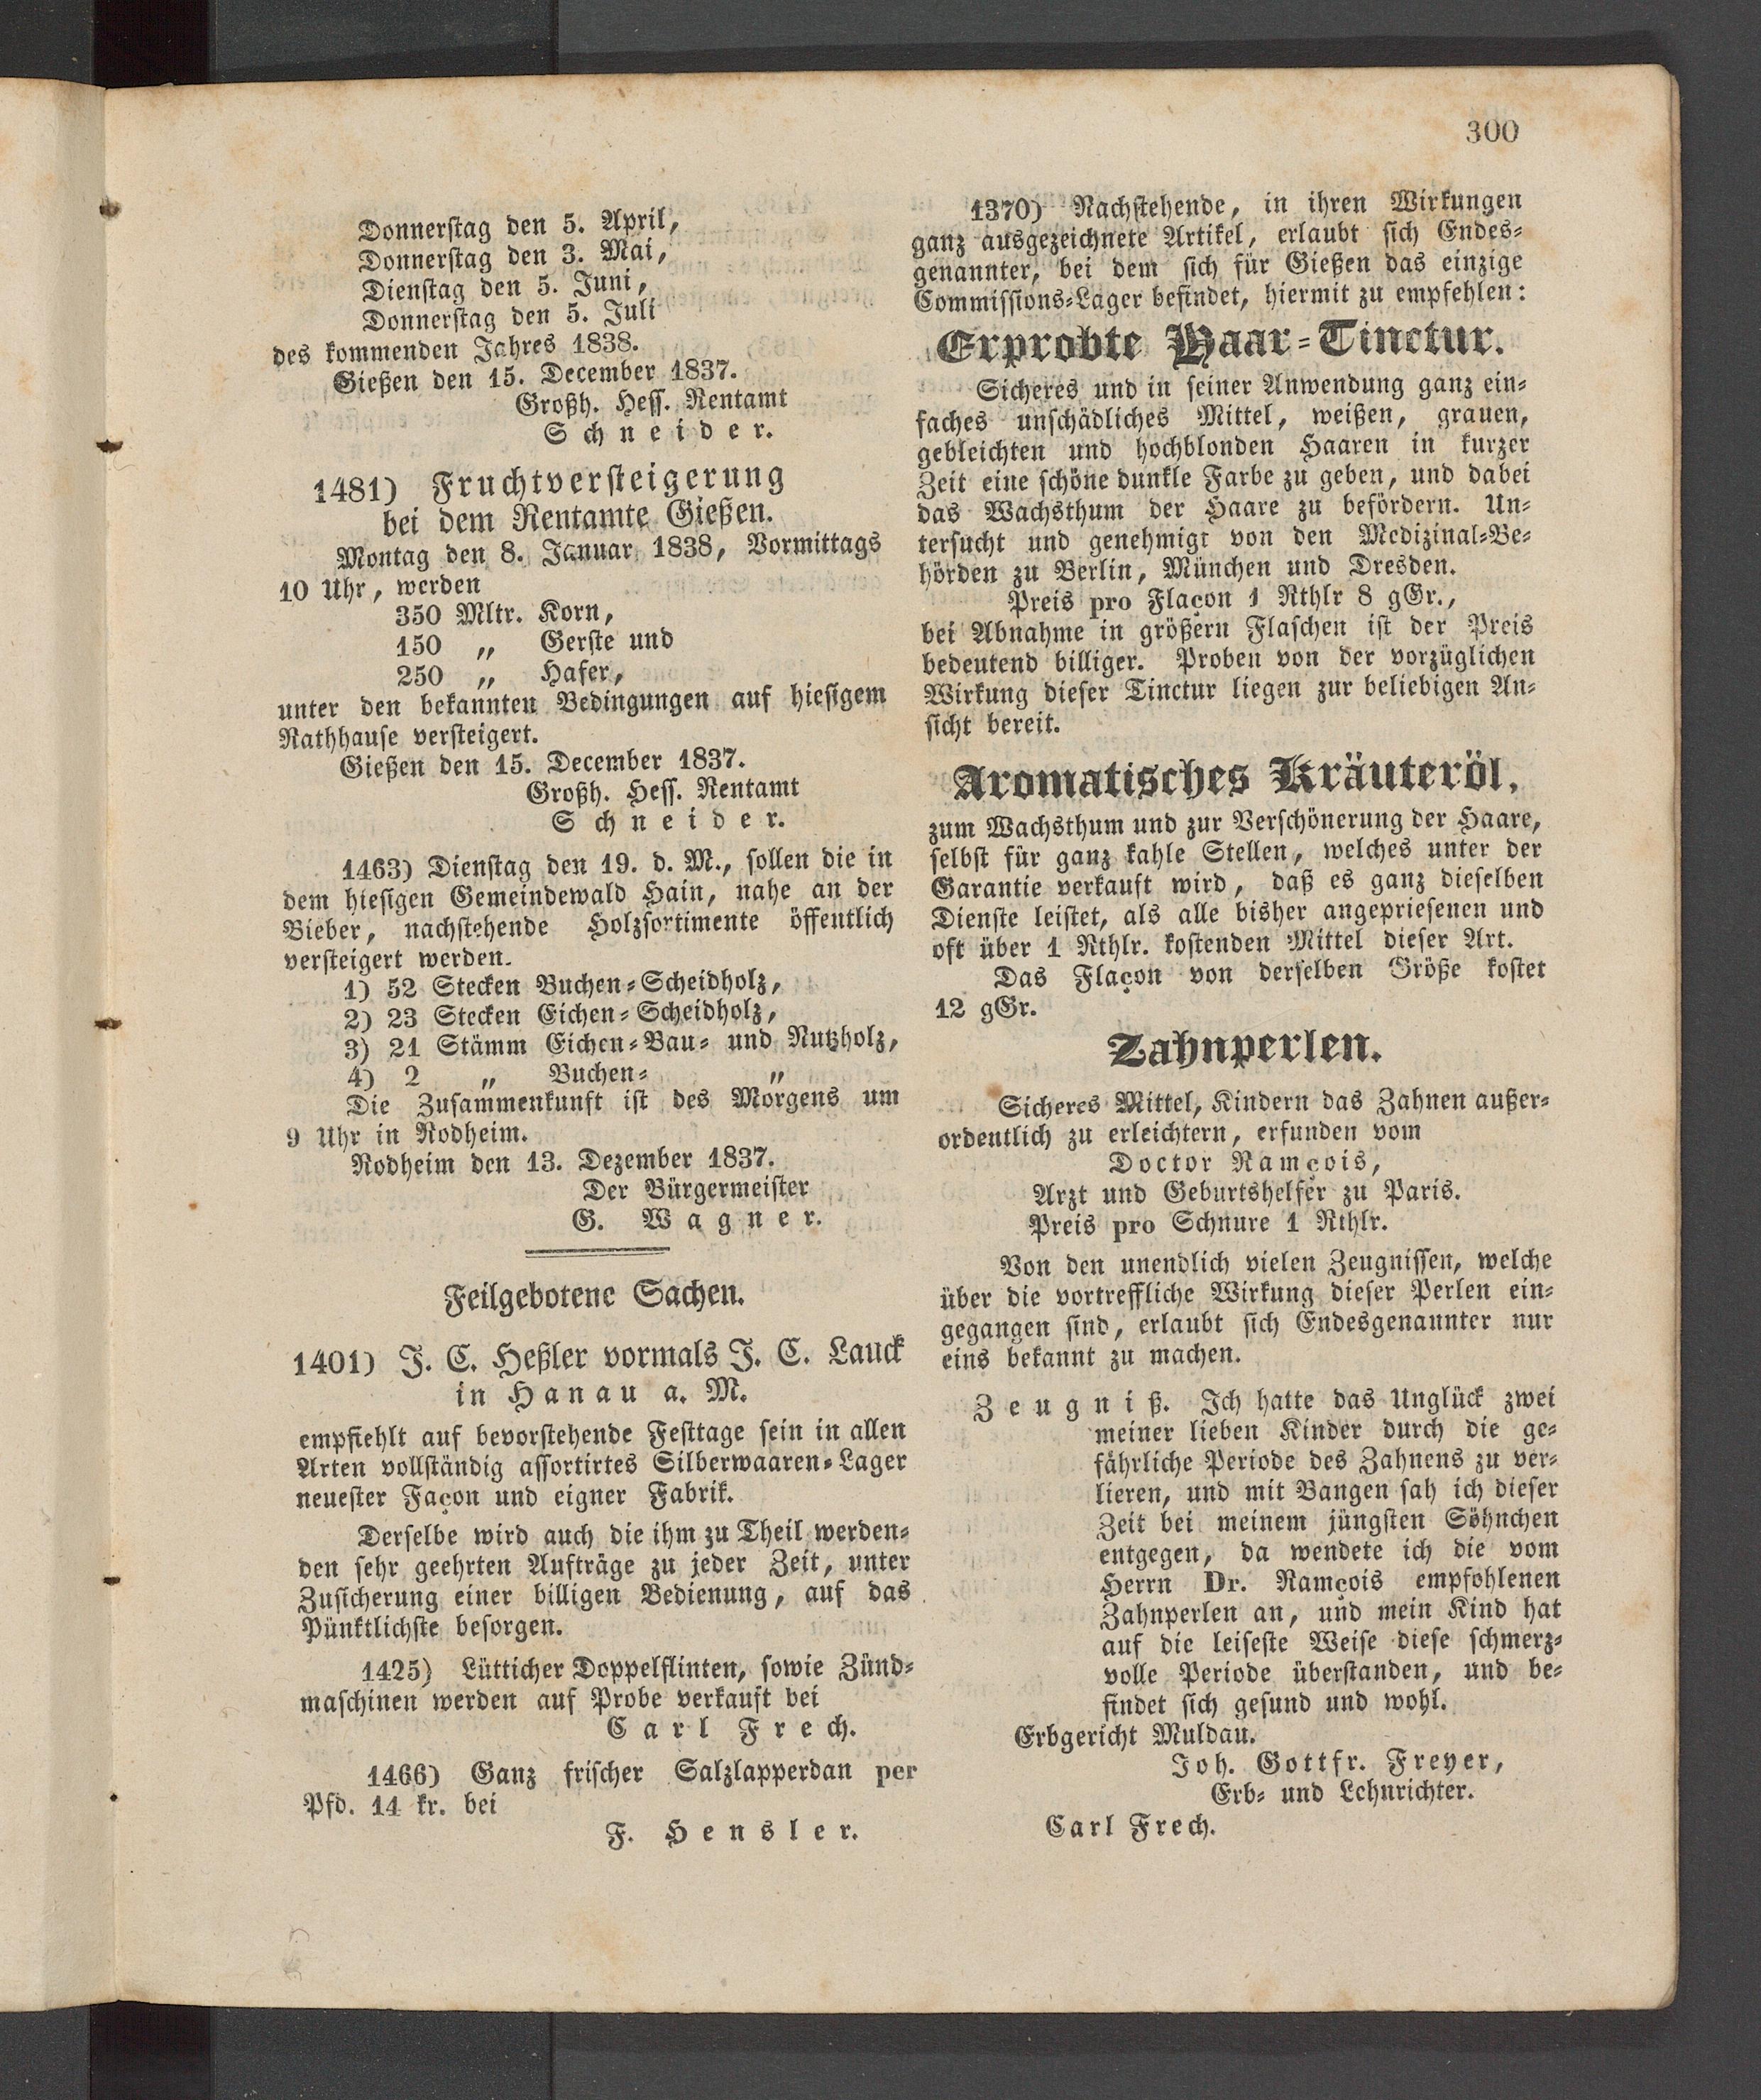 300
Donnerstag den 5. April,
Donnerstag den 3. Mai,
Dienstag den 5. Juni,
Donnerstag den 5. Juli
des kommenden Jahres 1838.
Gießen den 15. December 1837.
Großh. Hess. Rentamt
Schneider.
1481) Fruchtversteigerung
bei dem Rentamte Gießen.
Montag den 8. Januar 1838, Vormittags
10 Uhr, werden
350 Mltr. Korn,
150 „ Gerste und
250 „ Hafer,
unter den bekannten Bedingungen auf hiesigem
Rathhause versteigert.
Gießen den 15. December 1837.
Großh. Hess. Rentamt
Schneider.
1463) Dienstag den 19. d. M., sollen die in
dem hiesigen Gemeindewald Hain, nahe an der
Bieber, nachstehende Holzsortimente öffentlich
versteigert werden.
1) 52 Stecken Buchen-Scheidholz,
2) 23 Stecken Eichen-Scheidholz,
3) 21 Stämm Eichen-Bau- und Nutzholz,
4) 2 „ Buchen- „
Die Zusammenkunft ist des Morgens um
9 Uhr in Rodheim.
Rodheim den 13. Dezember 1837.
Der Bürgermeister
G. Wagner.
Feilgebotene Sachen.
1401) J. C. Heßler vormals J. C. Lauck
in Hanau a. M.
empfiehlt auf bevorstehende Festtage sein in allen
Arten vollständig assortirtes Silberwaaren-Lager
neuester Façon und eigner Fabrik.
Derselbe wird auch die ihm zu Theil werden-
den sehr geehrten Aufträge zu jeder Zeit, unter
Zusicherung einer billigen Bedienung, auf das
Pünktlichste besorgen.
1425) Lütticher Doppelflinten, sowie Zünd-
maschinen werden auf Probe verkauft bei
Carl Frech.
1466) Ganz frischer Salzlapperdan per
Pfd. 14 kr. bei
F. Hensler.
1370) Nachstehende, in ihren Wirkungen
ganz ausgezeichnete Artikel, erlaubt sich Endes-
genannter, bei dem sich für Gießen das einzige
Commissions-Lager befindet, hiermit zu empfehlen:
Erprobte Haar-Tinctur.
Sicheres und in seiner Anwendung ganz ein-
faches unschädliches Mittel, weißen, grauen,
gebleichten und hochblonden Haaren in kurzer
Zeit eine schöne dunkle Farbe zu geben, und dabei
das Wachsthum der Haare zu befördern. Un-
tersucht und genehmigt von den Medizinal-Be-
hörden zu Berlin, München und Dresden.
Preis pro Flaçon 1 Rthlr 8 gGr.,
bei Abnahme in größern Flaschen ist der Preis
bedeutend billiger. Proben von der vorzüglichen
Wirkung dieser Tinctur liegen zur beliebigen An-
sicht bereit.
Aromatisches Kräuteröl,
zum Wachsthum und zur Verschönerung der Haare,
selbst für ganz kahle Stellen, welches unter der
Garantie verkauft wird, daß es ganz dieselben
Dienste leistet, als alle bisher angepriesenen und
oft über 1 Rthlr. kostenden Mittel dieser Art.
Das Flaçon von derselben Größe kostet
12 gGr.
Zahnperlen.
Sicheres Mittel, Kindern das Zahnen außer-
ordentlich zu erleichtern, erfunden vom
Doctor Ramçois,
Arzt und Geburtshelfer zu Paris.
Preis pro Schnure 1 Rthlr.
Von den unendlich vielen Zeugnissen, welche
über die vortreffliche Wirkung dieser Perlen ein-
gegangen sind, erlaubt sich Endesgenannter nur
eins bekannt zu machen.
Zeugniß. Ich hatte das Unglück zwei
meiner lieben Kinder durch die ge-
fährliche Periode des Zahnens zu ver-
lieren, und mit Bangen sah ich dieser
Zeit bei meinem jüngsten Söhnchen
entgegen, da wendete ich die vom
Herrn Dr. Ramçois empfohlenen
Zahnperlen an, und mein Kind hat
auf die leiseste Weise diese schmerz-
volle Periode überstanden, und be-
findet sich gesund und wohl.
Erbgericht Muldau.
Joh. Gottfr. Freyer,
Erb- und Lehnrichter.
Carl Frech.